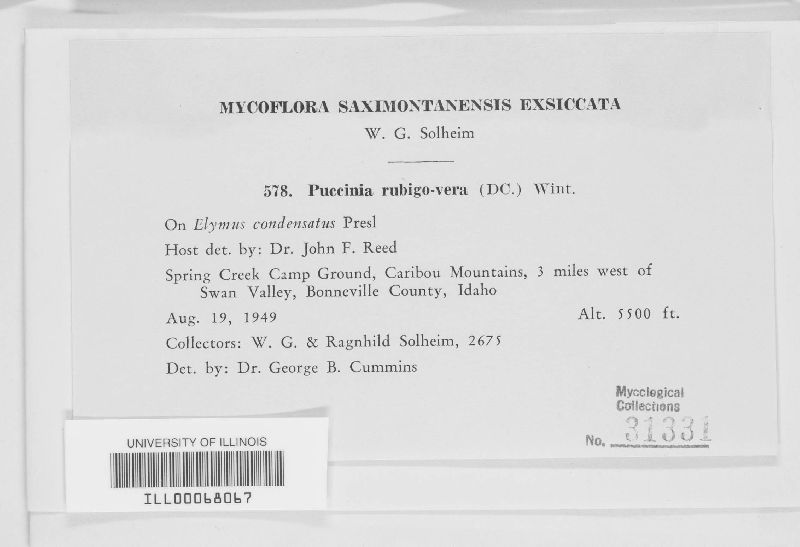 MYCOFLORA SAXIMONTANENSIS EXSICCATA
W. G. Solheim
578. Puccinia rubigo-vera (DC.) Wint.
On Elymus condensatus Presl
Host det. by: Dr. John F. Reed
Spring Creek Camp Ground, Caribou Mountains, 3 miles west of
Swan Valley, Bonneville County, Idaho
Aug. 19, 1949 Alt. 5500 ft.
Collectors: W. G. & Ragnhild Solheim, 2675
Det. by: Dr. George B. Cummins
Mycological
Collections
No. 31331
UNIVERSITY OF ILLINOIS
ILL00068067